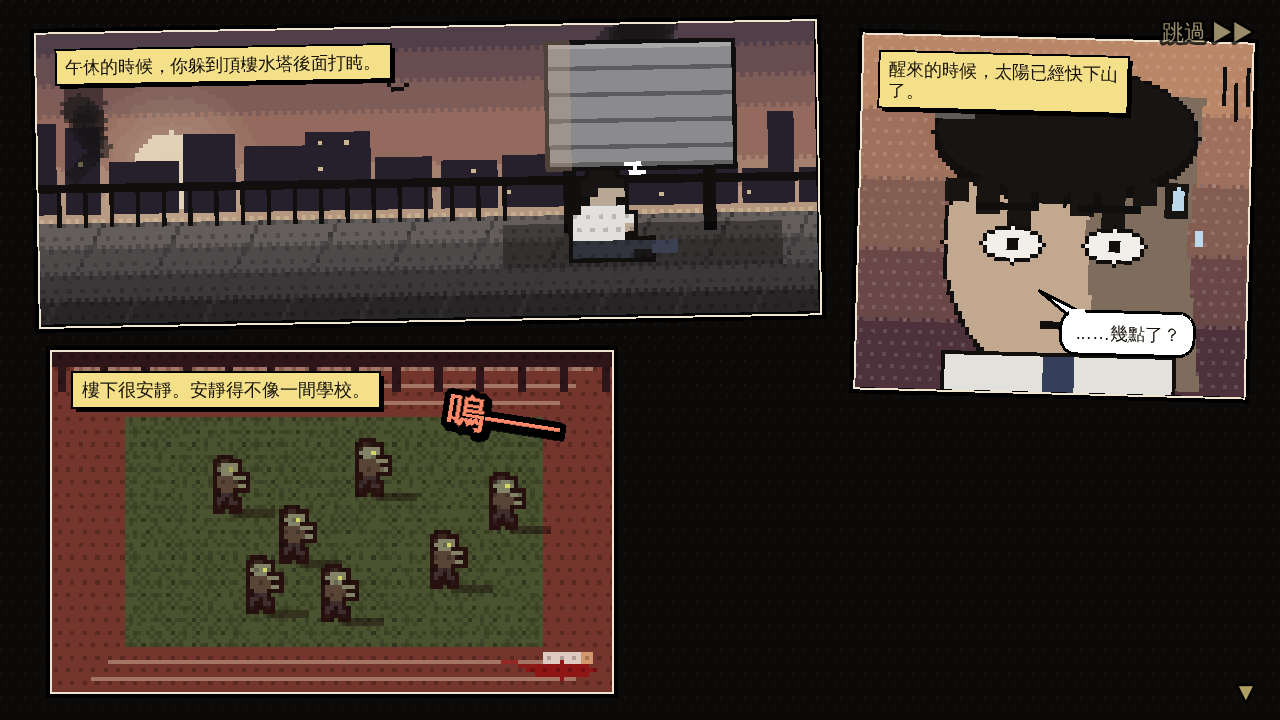 跳過
午休的時候，你躲到頂樓水塔後面打盹。
醒來的時候，太陽已經快下山
了。
……幾點了？
樓下很安靜。安靜得不像一間學校。
嗚